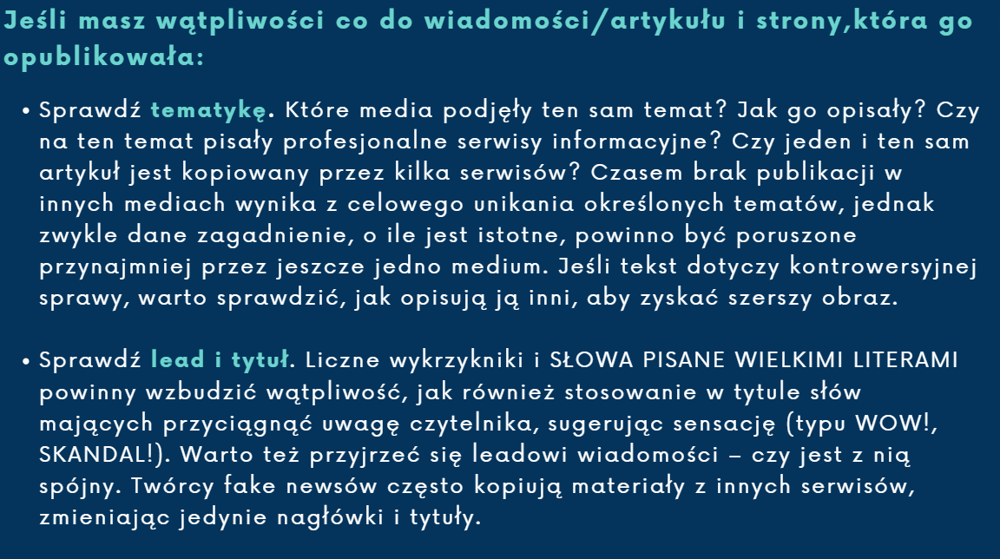 Jeśli masz wątpliwości co do wiadomości/artykułu i strony,która go
opublikowała:
• Sprawdź tematykę. Które media podjęły ten sam temat? Jak go opisały? Czy
na ten temat pisały profesjonalne serwisy informacyjne? Czy jeden i ten sam
artykuł jest kopiowany przez kilka serwisów? Czasem brak publikacji w
innych mediach wynika z celowego unikania określonych tematów, jednak
zwykle dane zagadnienie, o ile jest istotne, powinno być poruszone
przynajmniej przez jeszcze jedno medium. Jeśli tekst dotyczy kontrowersyjnej
sprawy, warto sprawdzić, jak opisują ją inni, aby zyskać szerszy obraz.
• Sprawdź lead i tytuł. Liczne wykrzykniki i SŁOWA PISANE WIELKIMI LITERAMI
powinny wzbudzić wątpliwość, jak również stosowanie w tytule słów
mających przyciągnąć uwagę czytelnika, sugerując sensację (typu WOW!,
SKANDAL!). Warto też przyjrzeć się leadowi wiadomości – czy jest z nią
spójny. Twórcy fake newsów często kopiują materiały z innych serwisów,
zmieniając jedynie nagłówki i tytuły.